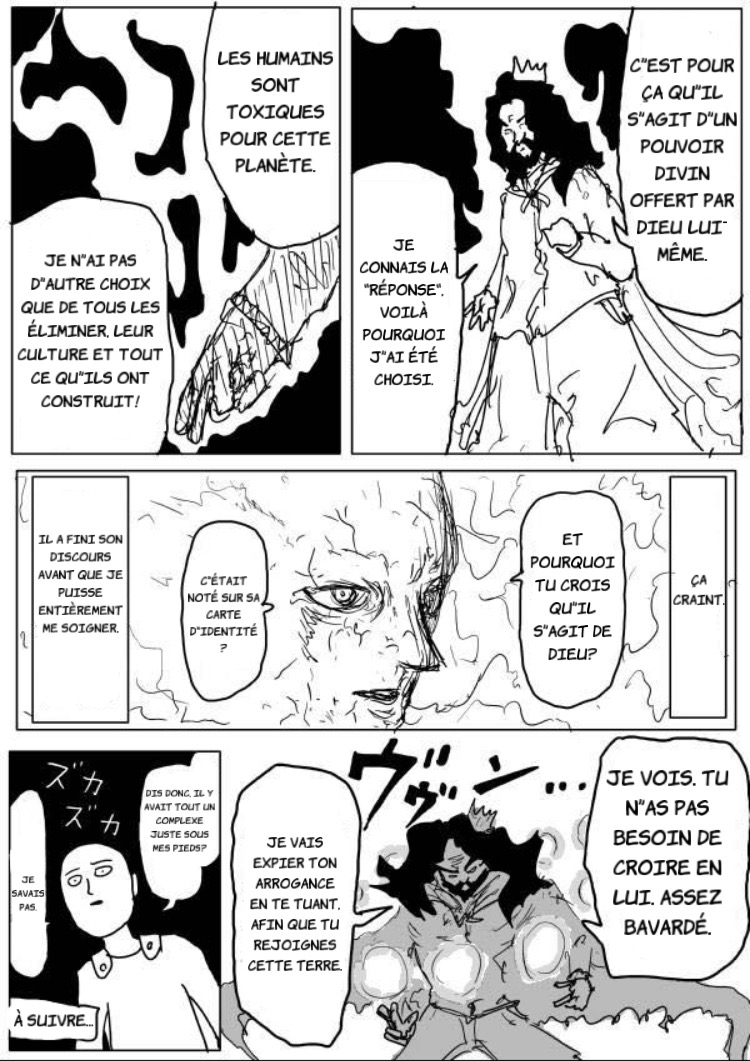 C"EST POUR
ÇA QU"IL
S"AGIT D"UN
POUVOIR
DIVIN
OFFERT PAR
DIEU LUI-
MÊME.
JE
CONNAIS LA
"RÉPONSE".
VOILÀ
POURQUOI
J"AI ÉTÉ
CHOISI.
LES HUMAINS
SONT
TOXIQUES
POUR CETTE
PLANÈTE.
JE N"AI PAS
D"AUTRE CHOIX
QUE DE TOUS LES
ÉLIMINER, LEUR
CULTURE ET TOUT
CE QU"ILS ONT
CONSTRUIT!
ÇA
CRAINT.
ET
POURQUOI
TU CROIS
QU"IL
S"AGIT DE
DIEU?
C"ÉTAIT
NOTÉ SUR SA
CARTE
D"IDENTITÉ
?
IL A FINI SON
DISCOURS
AVANT QUE JE
PUISSE
ENTIÈREMENT
ME SOIGNER.
JE VOIS. TU
N"AS PAS
BESOIN DE
CROIRE EN
LUI. ASSEZ
BAVARDÉ.
ヴヴン…
JE VAIS
EXPIER TON
ARROGANCE
EN TE TUANT,
AFIN QUE TU
REJOIGNES
CETTE TERRE.
DIS DONC, IL Y
AVAIT TOUT UN
COMPLEXE
JUSTE SOUS
MES PIEDS?
ズカ
ズカ
JE
SAVAIS
PAS.
À SUIVRE...